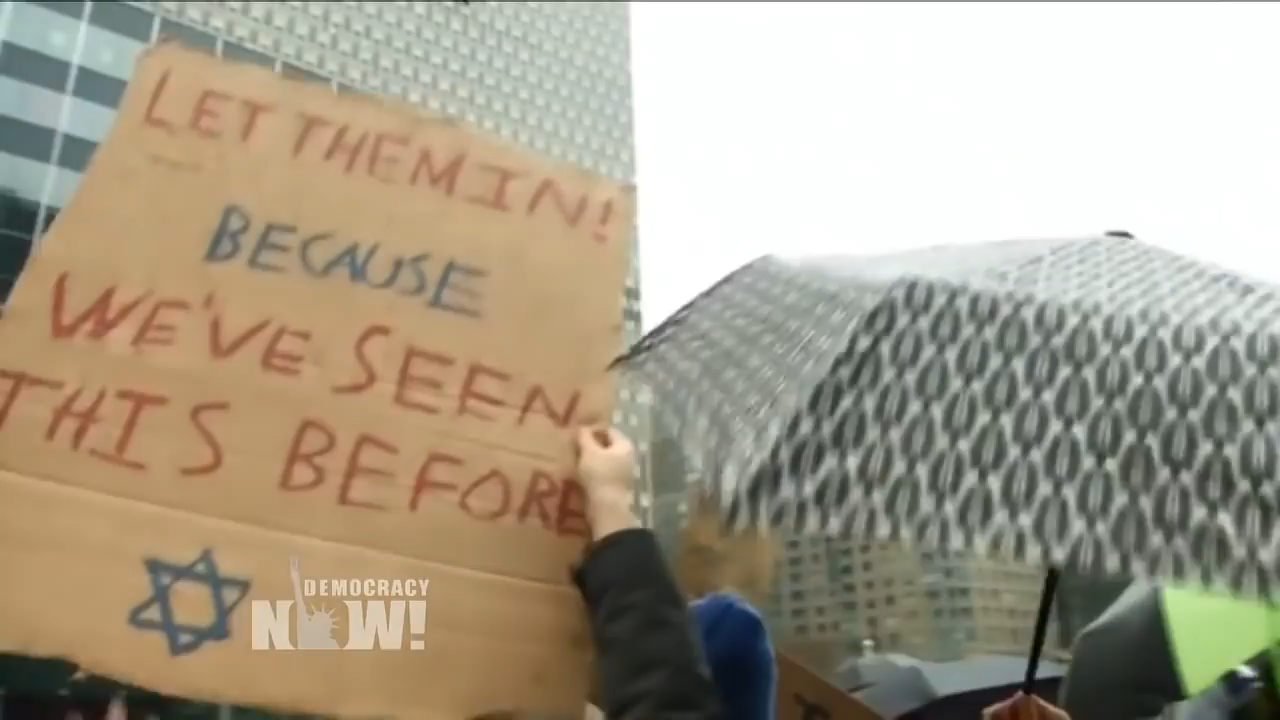 LET THEM IN!
BECAUSE
WE'VE SEEN
THIS BEFORE
DEMOCRACY
NOW!